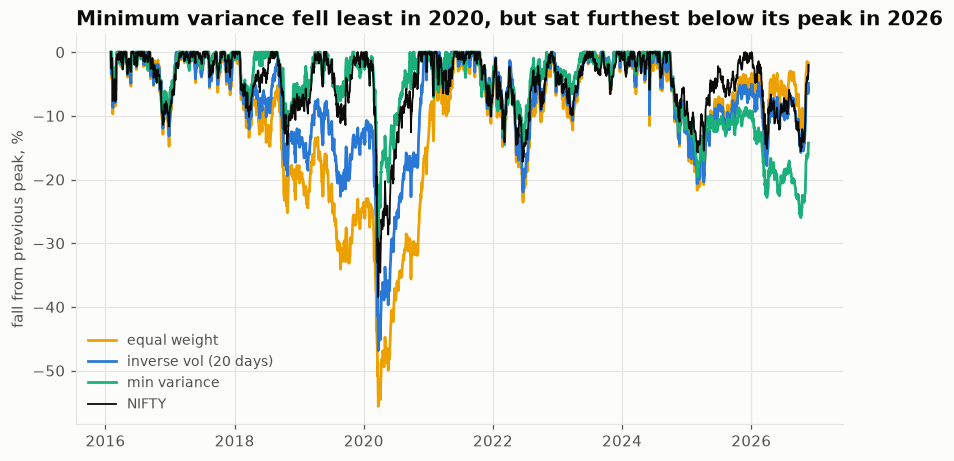 Minimum variance fell least in 2020, but sat furthest below its peak in 2026
fall from previous peak, %
0
−10
−20
−30
−40
−50
equal weight
inverse vol (20 days)
min variance
NIFTY
2016
2018
2020
2022
2024
2026